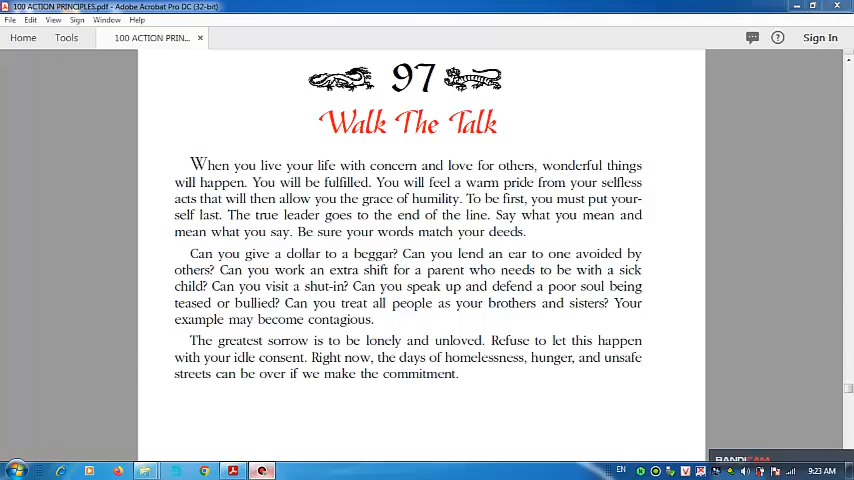 100 ACTION PRINCIPLES.pdf - Adobe Acrobat Pro DC (32-bit)
File Edit View Sign Window Help
Home Tools 100 ACTION PRIN... × Sign In
97
Walk The Talk
When you live your life with concern and love for others, wonderful things
will happen. You will be fulfilled. You will feel a warm pride from your selfless
acts that will then allow you the grace of humility. To be first, you must put your-
self last. The true leader goes to the end of the line. Say what you mean and
mean what you say. Be sure your words match your deeds.
Can you give a dollar to a beggar? Can you lend an ear to one avoided by
others? Can you work an extra shift for a parent who needs to be with a sick
child? Can you visit a shut-in? Can you speak up and defend a poor soul being
teased or bullied? Can you treat all people as your brothers and sisters? Your
example may become contagious.
The greatest sorrow is to be lonely and unloved. Refuse to let this happen
with your idle consent. Right now, the days of homelessness, hunger, and unsafe
streets can be over if we make the commitment.
BANDICAM
EN 9:23 AM